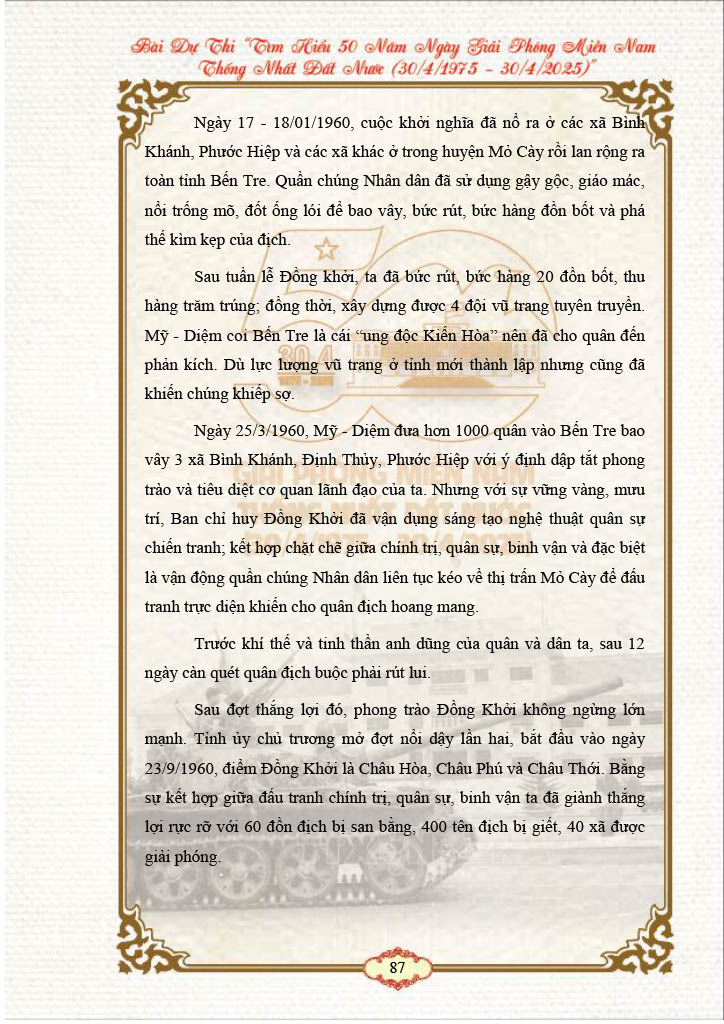 Bài Dự Thi “Tìm Hiểu 50 Năm Ngày Giải Phóng Miền Nam
Thống Nhất Đất Nước (30/4/1975 – 30/4/2025)”
Ngày 17 - 18/01/1960, cuộc khởi nghĩa đã nổ ra ở các xã Bình
Khánh, Phước Hiệp và các xã khác ở trong huyện Mỏ Cày rồi lan rộng ra
toàn tỉnh Bến Tre. Quần chúng Nhân dân đã sử dụng gậy gộc, giáo mác,
nổi trống mõ, đốt ống lói để bao vây, bức rút, bức hàng đồn bốt và phá
thế kìm kẹp của địch.
Sau tuần lễ Đồng khởi, ta đã bức rút, bức hàng 20 đồn bốt, thu
hàng trăm trúng; đồng thời, xây dựng được 4 đội vũ trang tuyên truyền.
Mỹ - Diệm coi Bến Tre là cái “ung độc Kiến Hòa” nên đã cho quân đến
phản kích. Dù lực lượng vũ trang ở tỉnh mới thành lập nhưng cũng đã
khiến chúng khiếp sợ.
Ngày 25/3/1960, Mỹ - Diệm đưa hơn 1000 quân vào Bến Tre bao
vây 3 xã Bình Khánh, Định Thủy, Phước Hiệp với ý định dập tắt phong
trào và tiêu diệt cơ quan lãnh đạo của ta. Nhưng với sự vững vàng, mưu
trí, Ban chỉ huy Đồng Khởi đã vận dụng sáng tạo nghệ thuật quân sự
chiến tranh; kết hợp chặt chẽ giữa chính trị, quân sự, binh vận và đặc biệt
là vận động quần chúng Nhân dân liên tục kéo về thị trấn Mỏ Cày để đấu
tranh trực diện khiến cho quân địch hoang mang.
Trước khí thế và tinh thần anh dũng của quân và dân ta, sau 12
ngày càn quét quân địch buộc phải rút lui.
Sau đợt thắng lợi đó, phong trào Đồng Khởi không ngừng lớn
mạnh. Tỉnh ủy chủ trương mở đợt nổi dậy lần hai, bắt đầu vào ngày
23/9/1960, điểm Đồng Khởi là Châu Hòa, Châu Phú và Châu Thới. Bằng
sự kết hợp giữa đấu tranh chính trị, quân sự, binh vận ta đã giành thắng
lợi rực rỡ với 60 đồn địch bị san bằng, 400 tên địch bị giết, 40 xã được
giải phóng.
50
30.4
GIẢI PHÓNG MIỀN NAM
THỐNG NHẤT ĐẤT NƯỚC
(30/4/1975 - 30/4/2025)
87